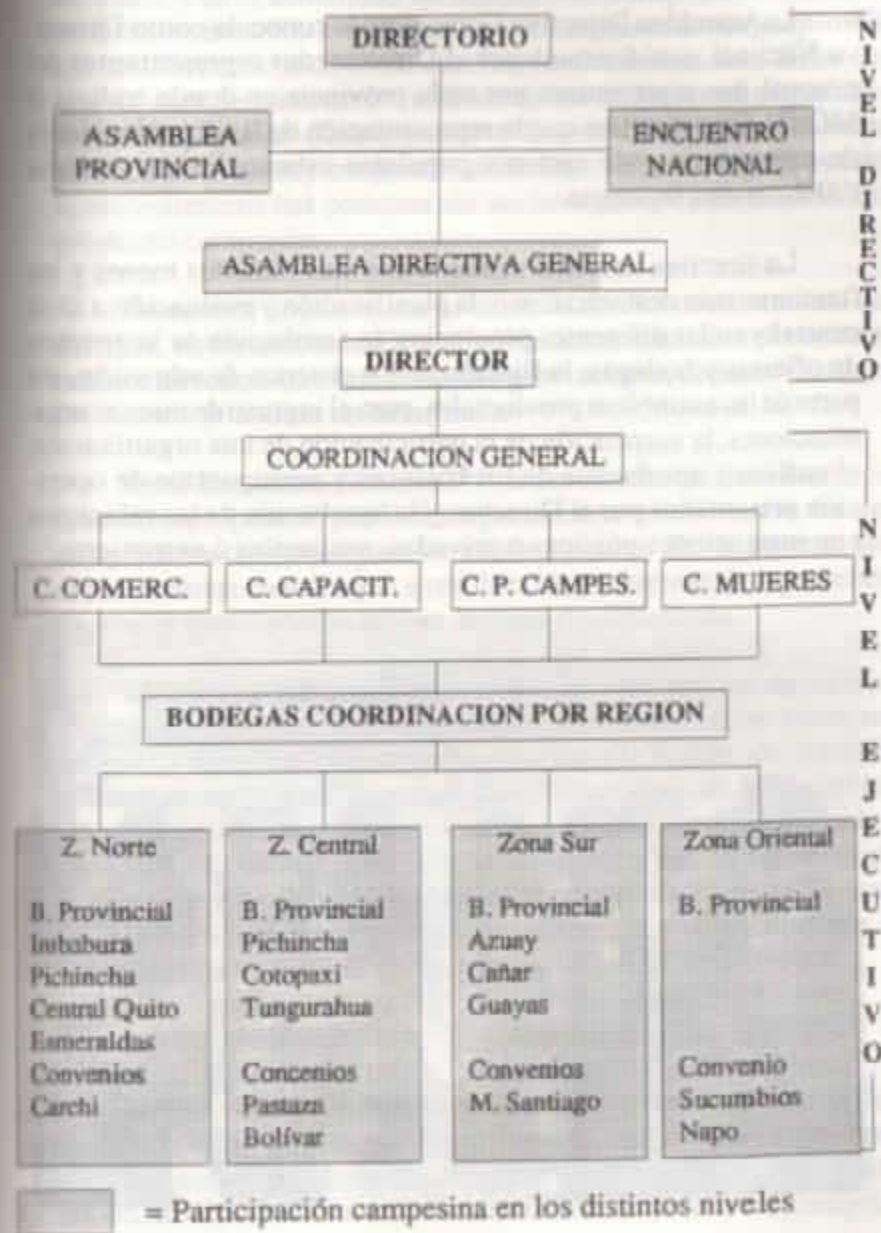 DIRECTORIO
ASAMBLEA
PROVINCIAL
ENCUENTRO
NACIONAL
ASAMBLEA DIRECTIVA GENERAL
DIRECTOR
NIVEL DIRECTIVO
COORDINACION GENERAL
C. COMERC.
C. CAPACIT.
C. P. CAMPES.
C. MUJERES
BODEGAS COORDINACION POR REGION
NIVEL EJECUTIVO
Z. Norte
B. Provincial
Imbabura
Pichincha
Central Quito
Esmeraldas
Convenios
Carchi
Z. Central
B. Provincial
Pichincha
Cotopaxi
Tungurahua
Concenios
Pastaza
Bolívar
Zona Sur
B. Provincial
Azuay
Cañar
Guayas
Convenios
M. Santiago
Zona Oriental
B. Provincial
Convenio
Sucumbios
Napo
= Participación campesina en los distintos niveles